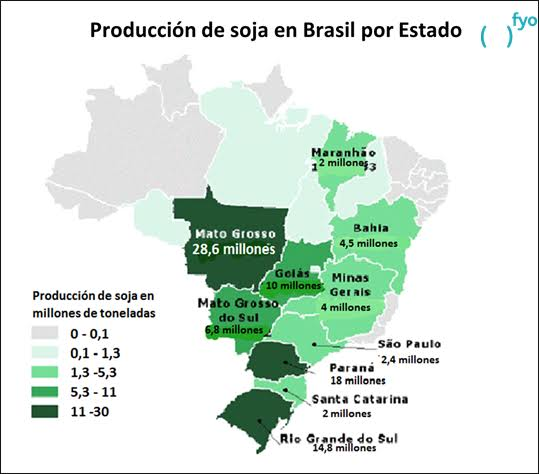 Producción de soja en Brasil por Estado
( ) fyo
Maranhão
2 millones
Mato Grosso
28,6 millones
Bahia
4,5 millones
Goiás
10 millones
Minas
Gerais
4 millones
Mato Grosso
do Sul
6,8 millones
São Paulo
2,4 millones
Paraná
18 millones
Santa Catarina
2 millones
Rio Grande do Sul
14,8 millones
Producción de soja en
millones de toneladas
0 - 0,1
0,1 - 1,3
1,3 -5,3
5,3 - 11
11 -30